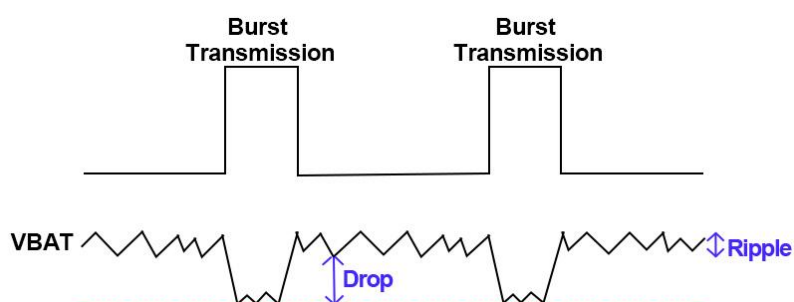 Burst
Transmission
Burst
Transmission
VBAT
Ripple
Drop